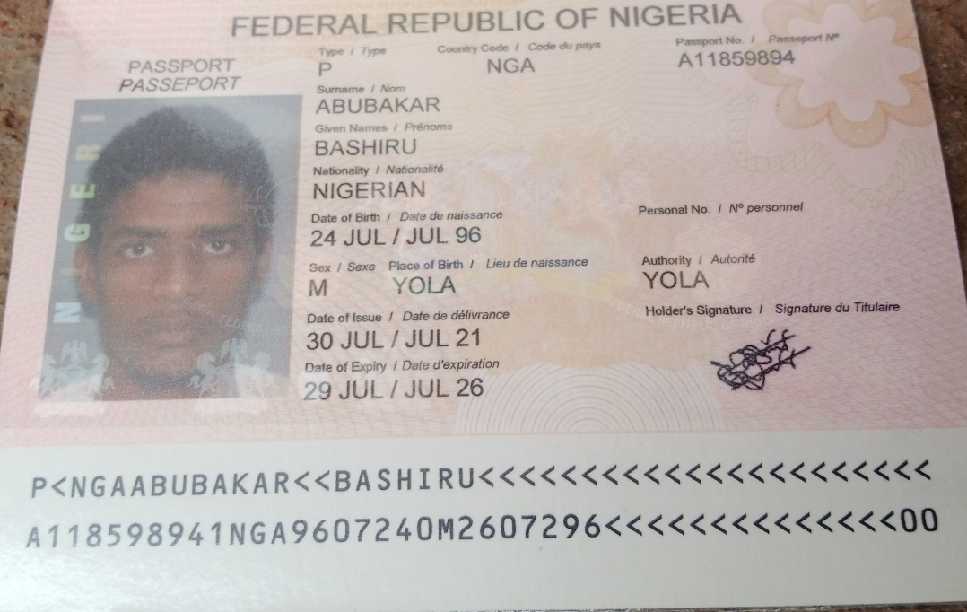 FEDERAL REPUBLIC OF NIGERIA
PASSPORT
PASSEPORT
Type / Type
Country Code / Code du pays
Passport No. / Passeport Nº
P
NGA
A11859894
Surname / Nom
ABUBAKAR
Given Names / Prénoms
BASHIRU
Nationality / Nationalité
NIGERIAN
Date of Birth / Date de naissance
Personal No. / Nº personnel
24 JUL / JUL 96
Sex / Sexe Place of Birth / Lieu de naissance
Authority / Autorité
M YOLA
YOLA
Date of Issue / Date de délivrance
Holder's Signature / Signature du Titulaire
30 JUL / JUL 21
Date of Expiry / Date d'expiration
29 JUL / JUL 26
NIGERI
P<NGAABUBAKAR<<BASHIRU<<<<<<<<<<<<<<<<<<<<<<
A118598941NGA9607240M2607296<<<<<<<<<<<<<<00